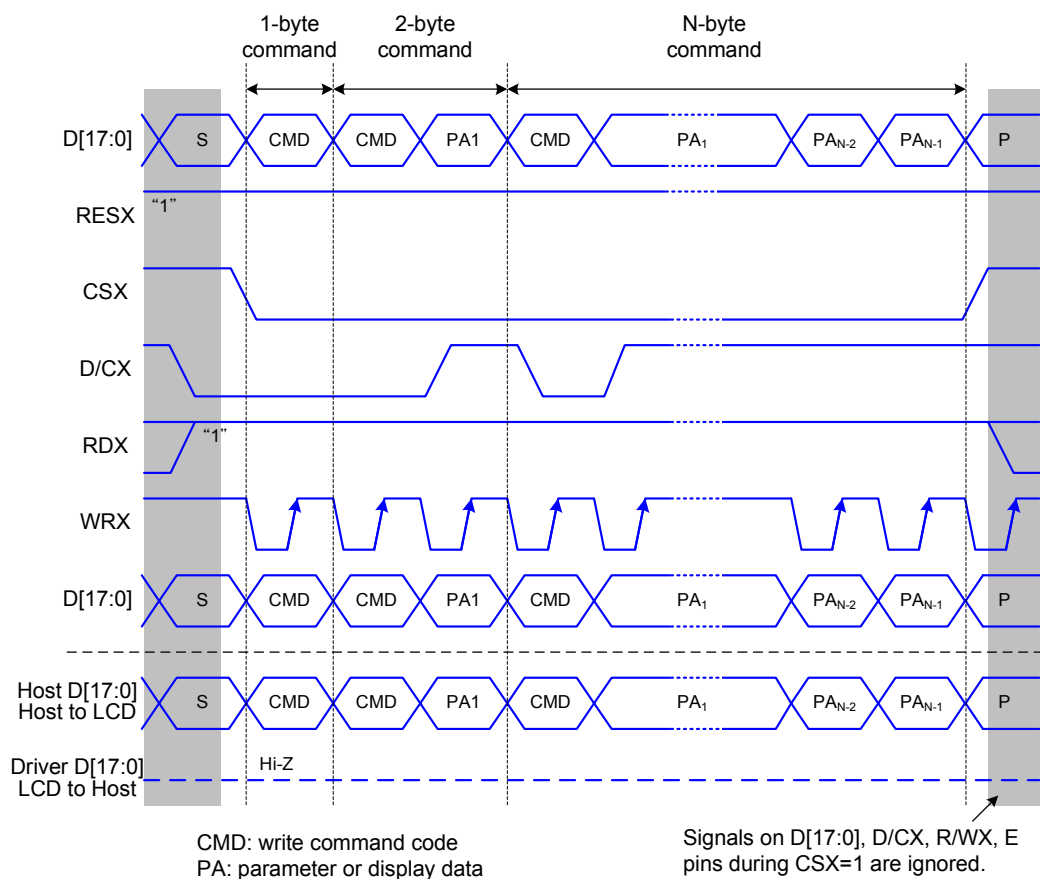 1-byte
command
2-byte
command
N-byte
command
D[17:0] S CMD CMD PA1 CMD PA₁ PAN-2 PAN-1 P
RESX “1”
CSX
D/CX
RDX “1”
WRX
D[17:0] S CMD CMD PA1 CMD PA₁ PAN-2 PAN-1 P
Host D[17:0]
Host to LCD
S CMD CMD PA1 CMD PA₁ PAN-2 PAN-1 P
Driver D[17:0]
LCD to Host
Hi-Z
CMD: write command code
PA: parameter or display data
Signals on D[17:0], D/CX, R/WX, E
pins during CSX=1 are ignored.